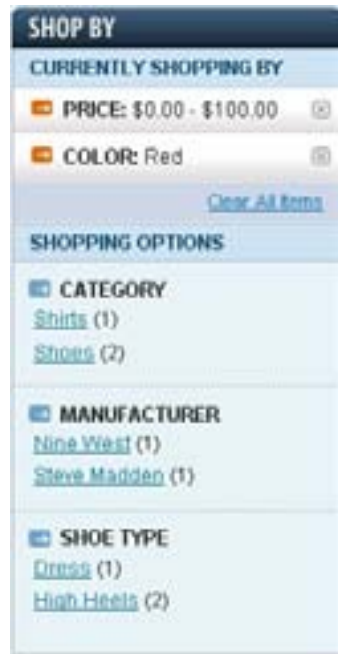 SHOP BY
CURRENTLY SHOPPING BY
PRICE: $0.00 - $100.00
COLOR: Red
Clear All Items
SHOPPING OPTIONS
CATEGORY
Shirts (1)
Shoes (2)
MANUFACTURER
Nine West (1)
Steve Madden (1)
SHOE TYPE
Dress (1)
High Heels (2)